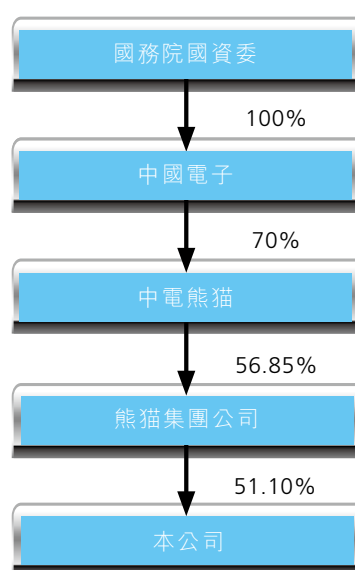 國務院國資委
100%
中國電子
70%
中電熊猫
56.85%
熊猫集團公司
51.10%
本公司